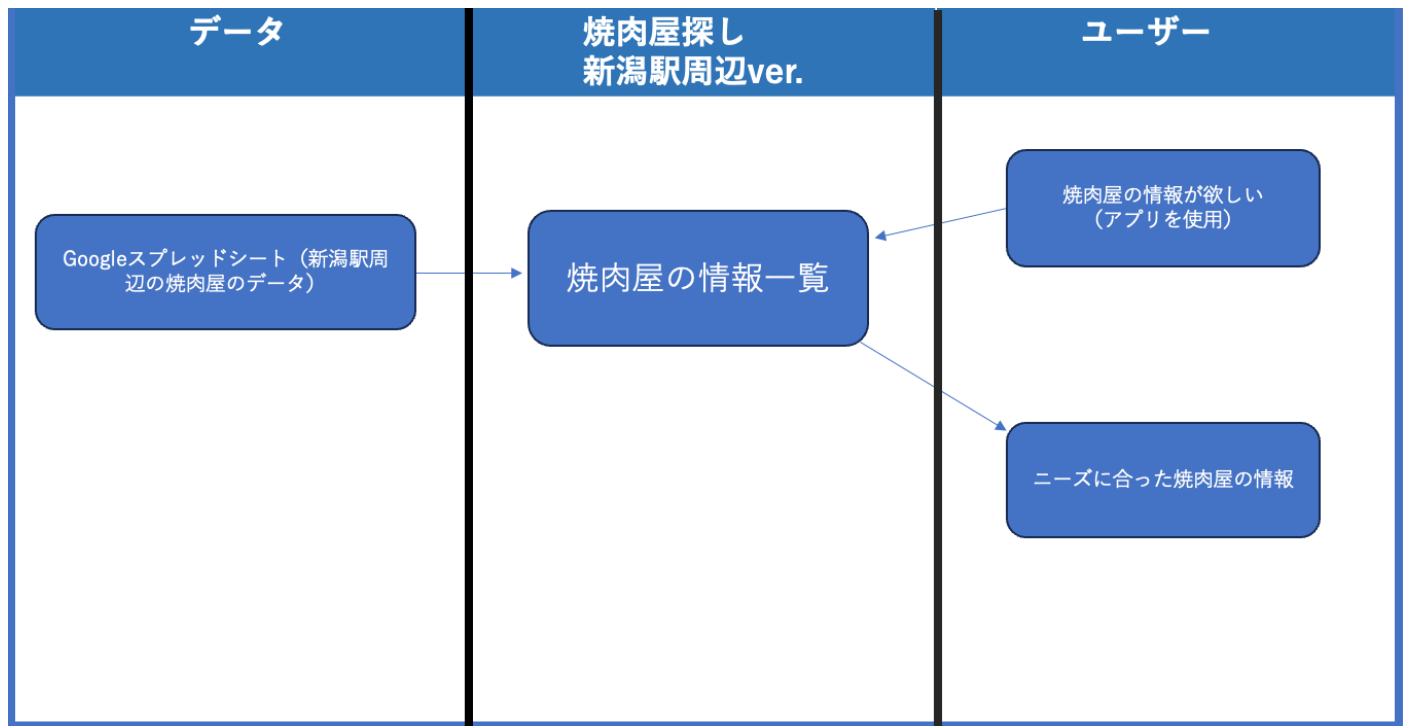 データ
焼肉屋探し
新潟駅周辺ver.
ユーザー
Googleスプレッドシート（新潟駅周
辺の焼肉屋のデータ）
焼肉屋の情報一覧
焼肉屋の情報が欲しい
（アプリを使用）
ニーズに合った焼肉屋の情報